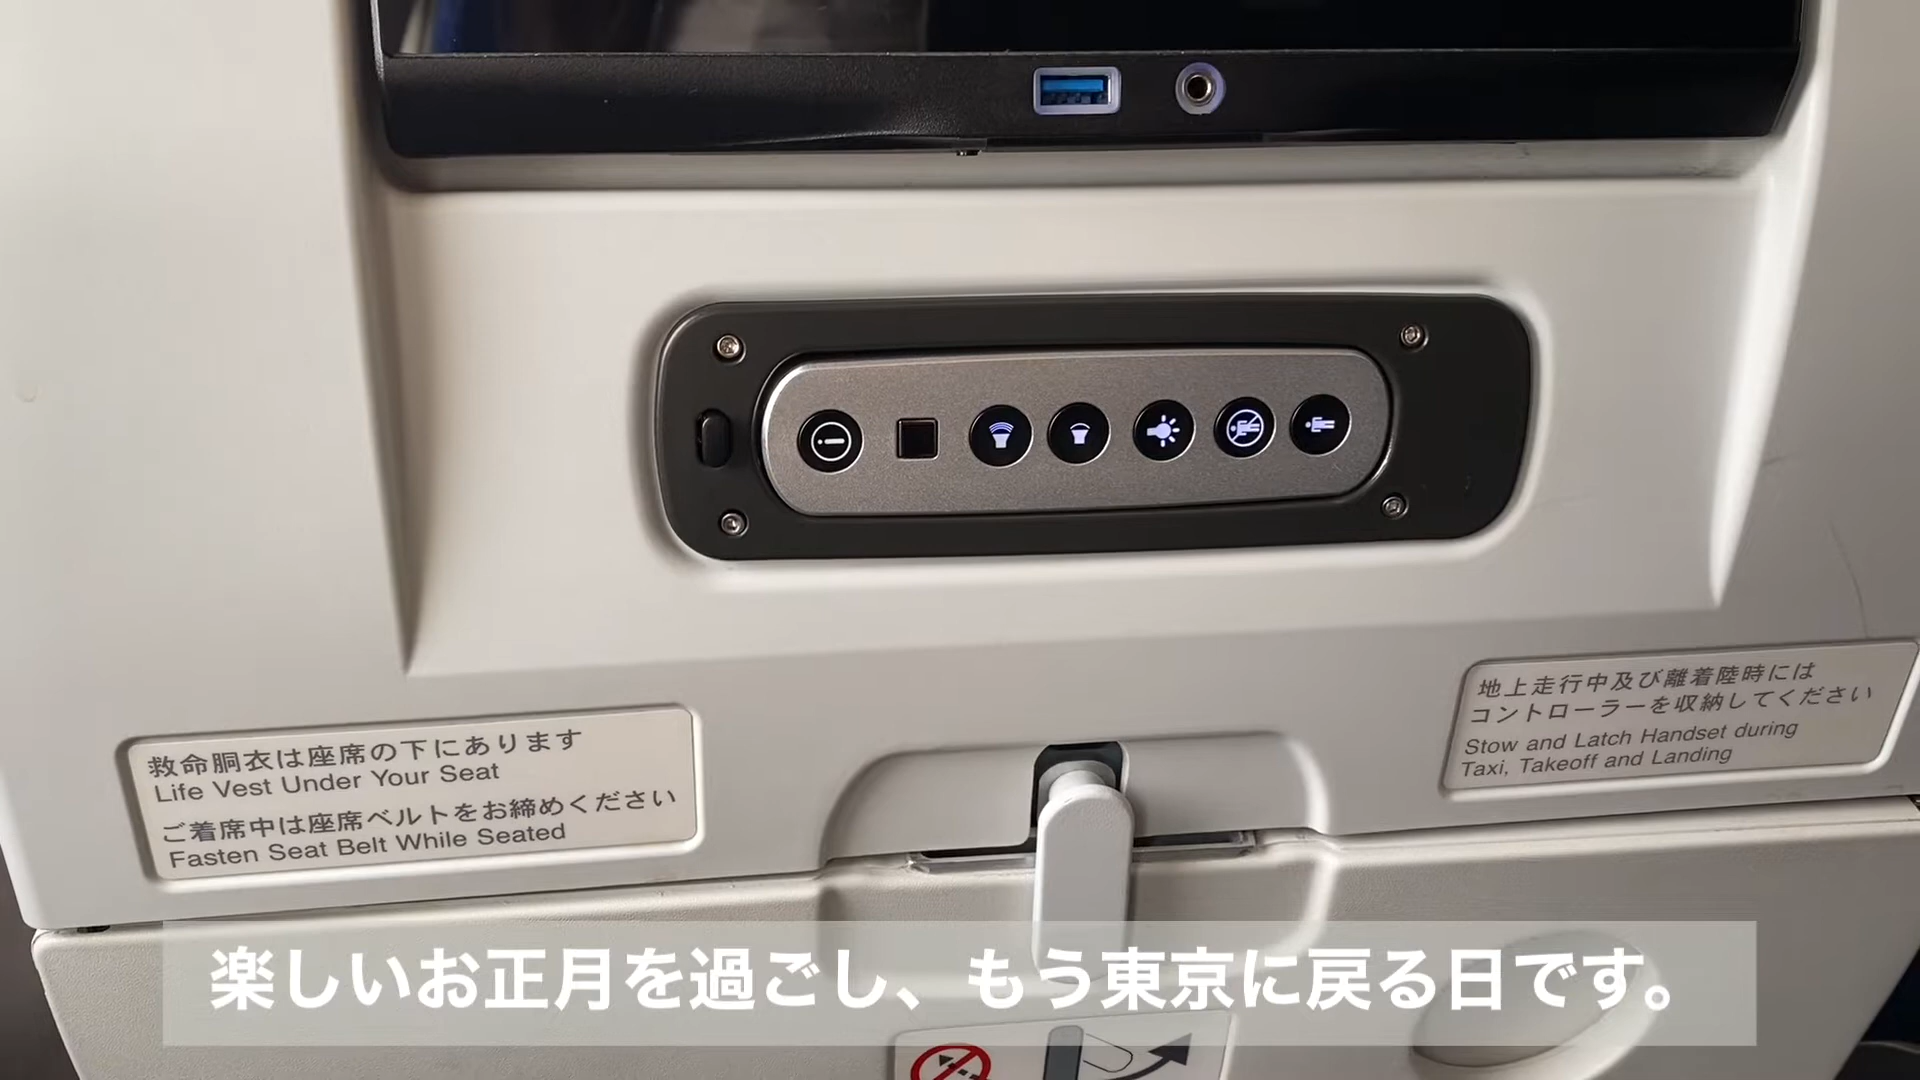 救命胴衣は座席の下にあります
Life Vest Under Your Seat
ご着席中は座席ベルトをお締めください
Fasten Seat Belt While Seated
地上走行中及び離着陸時には
コントローラーを収納してください
Stow and Latch Handset during
Taxi, Takeoff and Landing
楽しいお正月を過ごし、もう東京に戻る日です。